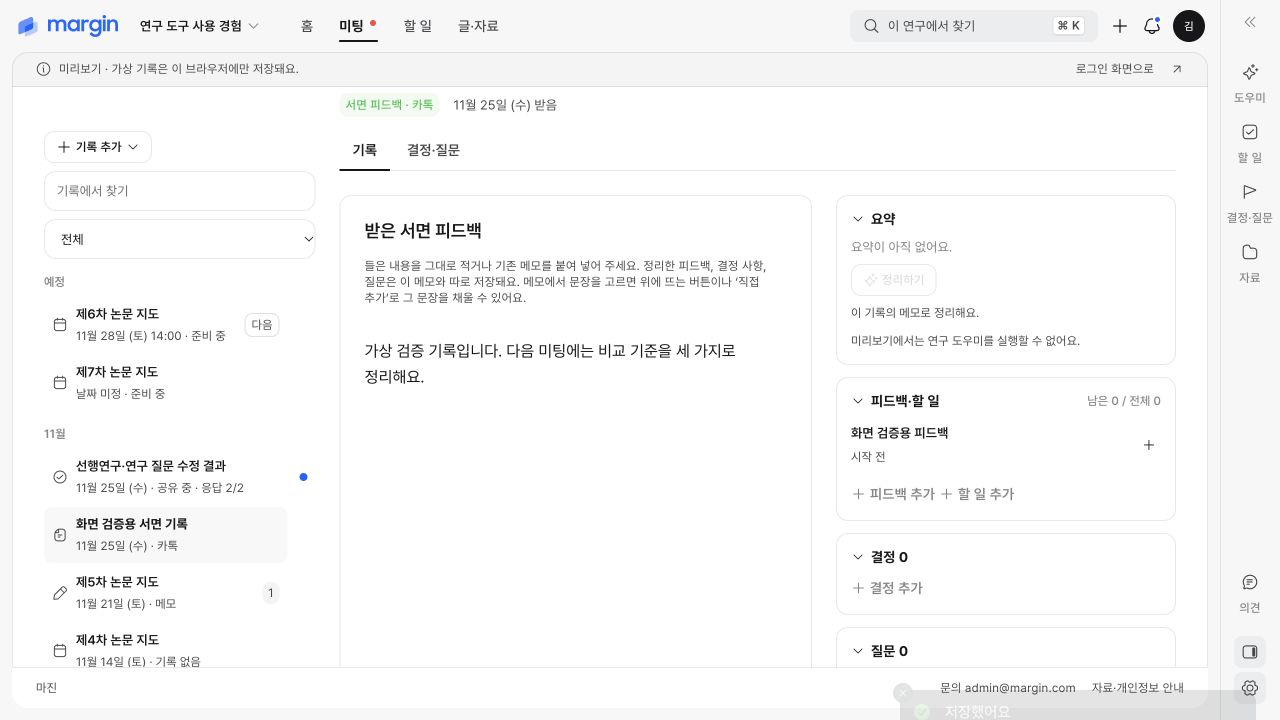 margin
연구 도구 사용 경험
홈
미팅
할 일
글·자료
이 연구에서 찾기
⌘ K
김
미리보기 · 가상 기록은 이 브라우저에만 저장돼요.
로그인 화면으로
기록 추가
기록에서 찾기
전체
예정
제6차 논문 지도
11월 28일 (토) 14:00 · 준비 중
다음
제7차 논문 지도
날짜 미정 · 준비 중
11월
선행연구·연구 질문 수정 결과
11월 25일 (수) · 공유 중 · 응답 2/2
화면 검증용 서면 기록
11월 25일 (수) · 카톡
제5차 논문 지도
11월 21일 (토) · 메모
1
제4차 논문 지도
11월 14일 (토) · 기록 없음
서면 피드백 · 카톡
11월 25일 (수) 받음
기록
결정·질문
받은 서면 피드백
들은 내용을 그대로 적거나 기존 메모를 붙여 넣어 주세요. 정리한 피드백, 결정 사항,
질문은 이 메모와 따로 저장돼요. 메모에서 문장을 고르면 위에 뜨는 버튼이나 ‘직접
추가’로 그 문장을 채울 수 있어요.
가상 검증 기록입니다. 다음 미팅에는 비교 기준을 세 가지로
정리해요.
요약
요약이 아직 없어요.
정리하기
이 기록의 메모로 정리해요.
미리보기에서는 연구 도우미를 실행할 수 없어요.
피드백·할 일
남은 0 / 전체 0
화면 검증용 피드백
시작 전
피드백 추가
할 일 추가
결정 0
결정 추가
질문 0
도우미
할 일
결정·질문
자료
의견
마진
문의 admin@margin.com
자료·개인정보 안내
저장했어요